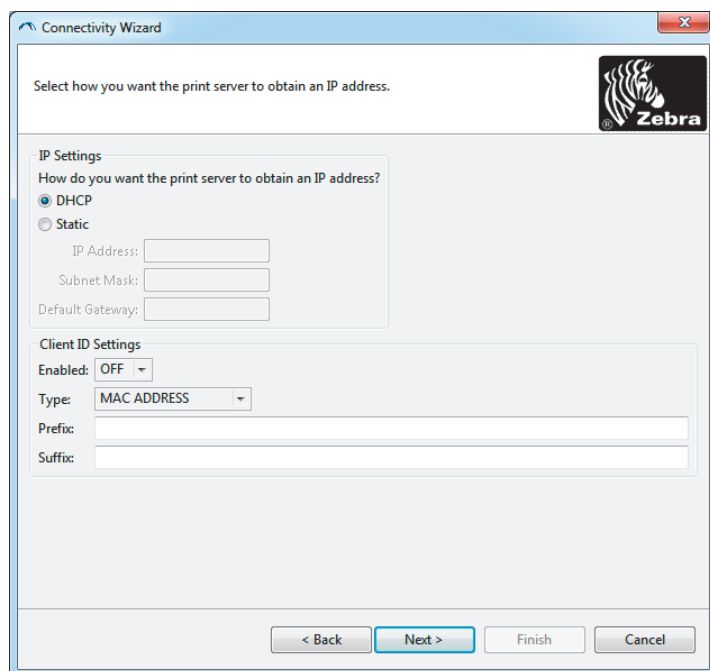 Connectivity Wizard
Select how you want the print server to obtain an IP address.
® Zebra
IP Settings
How do you want the print server to obtain an IP address?
DHCP
Static
IP Address:
Subnet Mask:
Default Gateway:
Client ID Settings
Enabled: OFF
Type: MAC ADDRESS
Prefix:
Suffix:
< Back Next > Finish Cancel